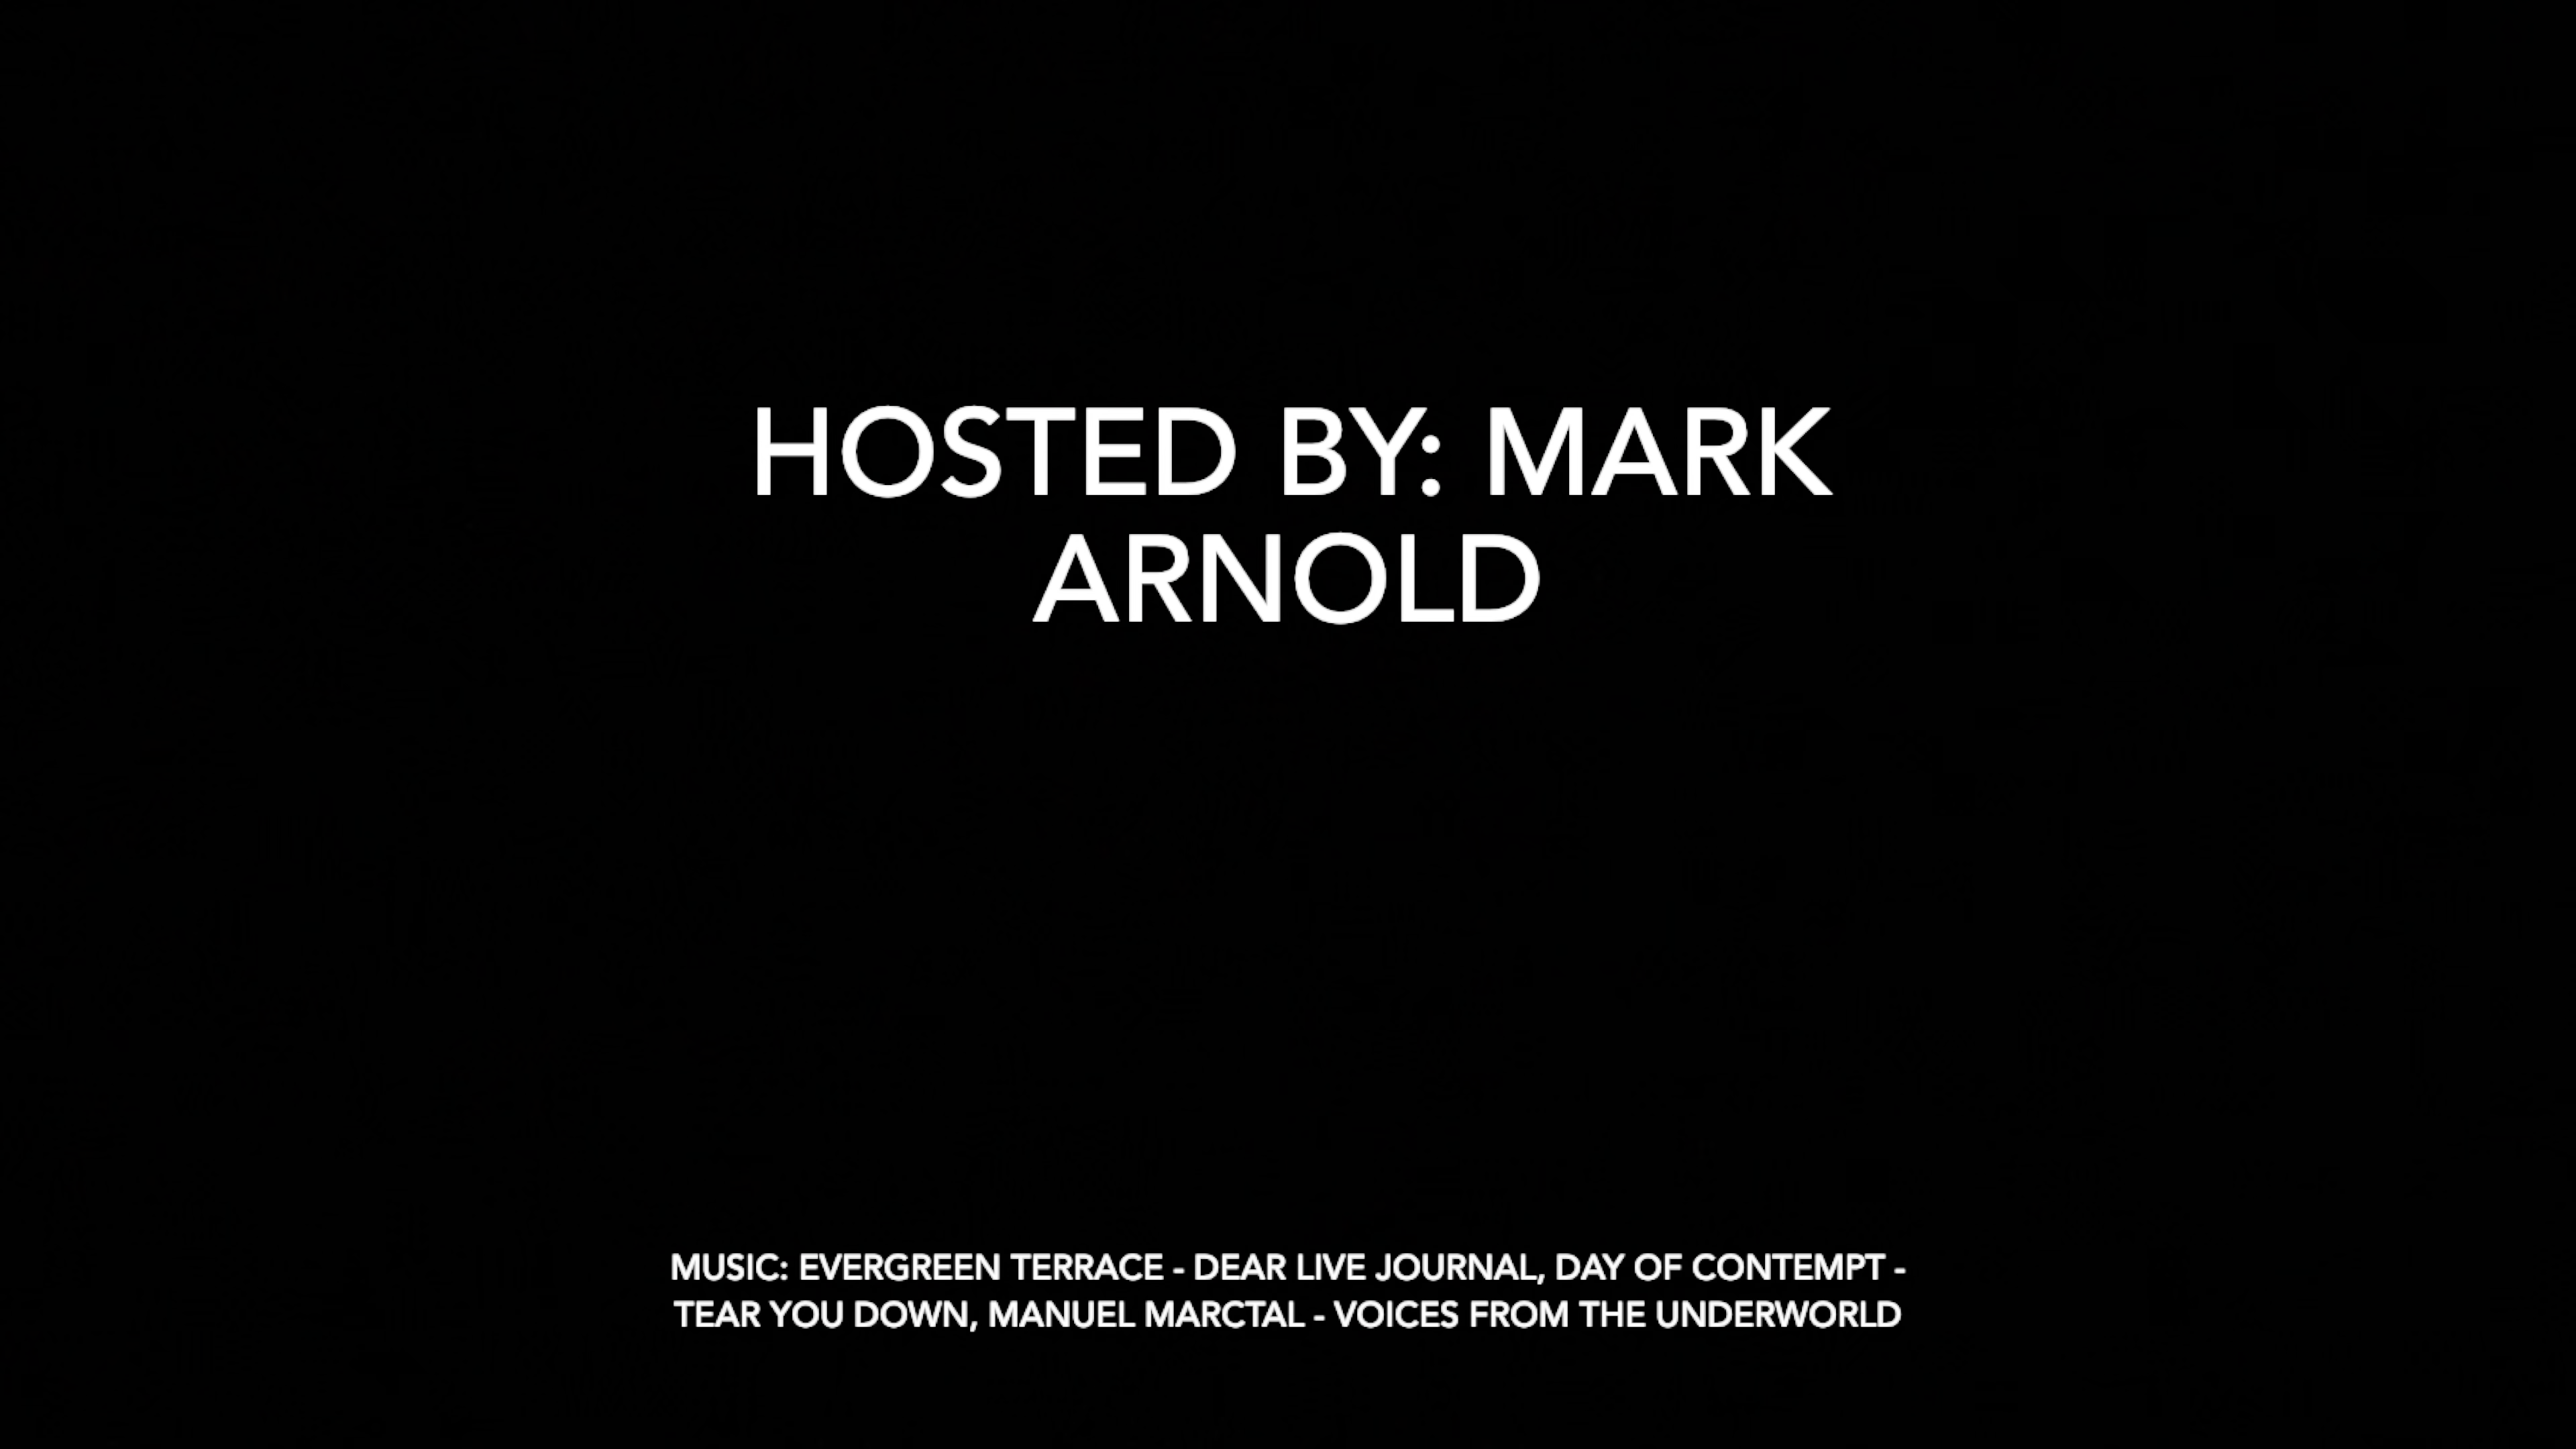 HOSTED BY: MARK
ARNOLD
MUSIC: EVERGREEN TERRACE - DEAR LIVE JOURNAL, DAY OF CONTEMPT -
TEAR YOU DOWN, MANUEL MARCTAL - VOICES FROM THE UNDERWORLD